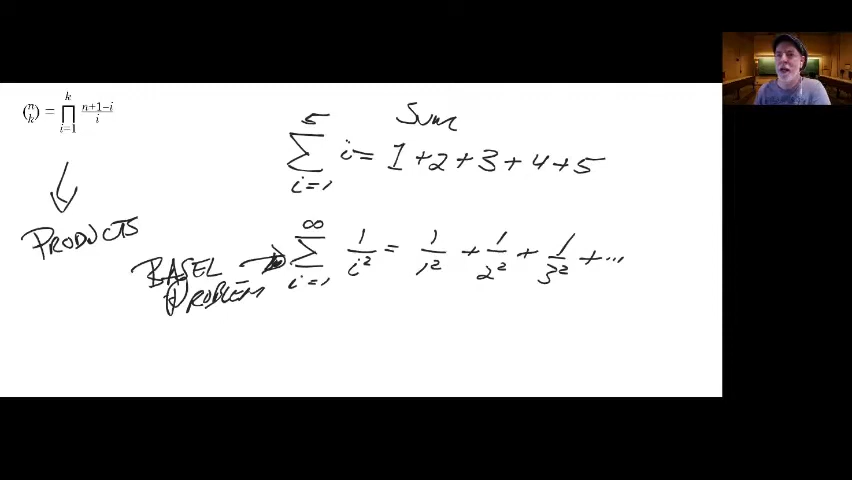 (n k) = ∏ k i=1 n+1−i / i
PRODUCTS
Sum
5 ∑ i=1 i = 1 + 2 + 3 + 4 + 5
BASEL PROBLEM → ∞ ∑ i=1 1/i² = 1/1² + 1/2² + 1/3² + ...